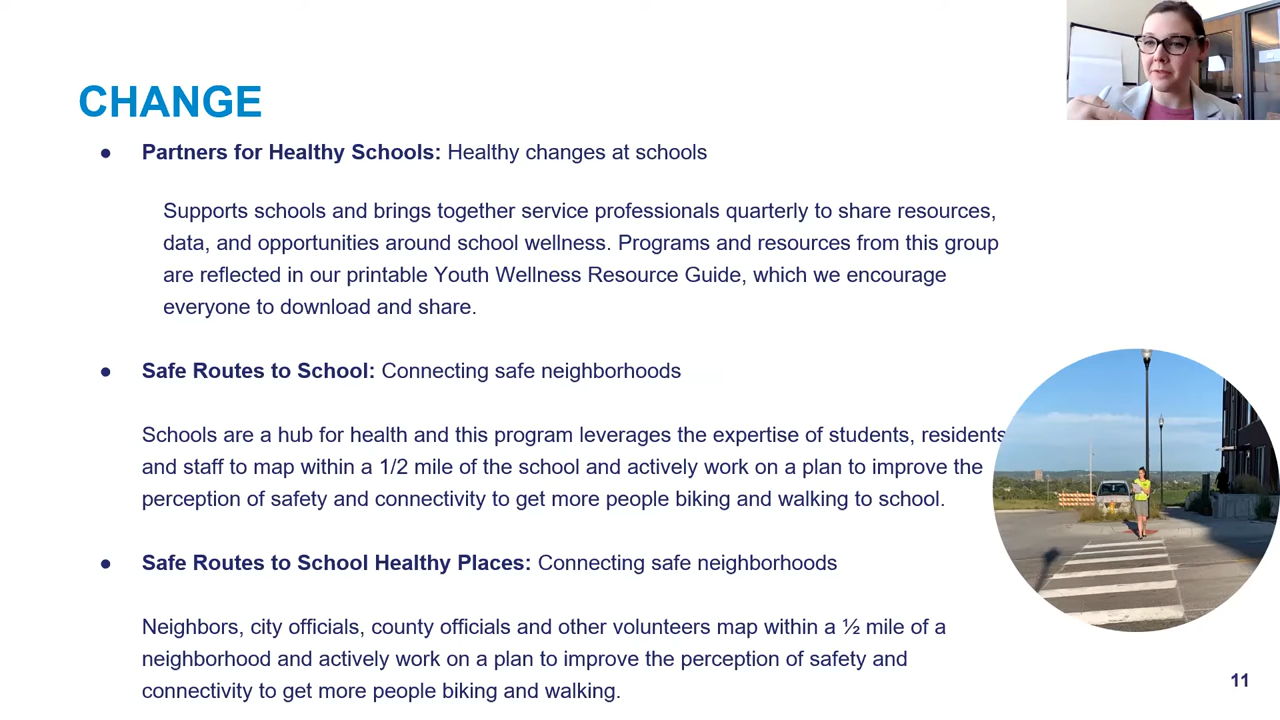 CHANGE
● Partners for Healthy Schools: Healthy changes at schools
Supports schools and brings together service professionals quarterly to share resources,
data, and opportunities around school wellness. Programs and resources from this group
are reflected in our printable Youth Wellness Resource Guide, which we encourage
everyone to download and share.
● Safe Routes to School: Connecting safe neighborhoods
Schools are a hub for health and this program leverages the expertise of students, residents
and staff to map within a 1/2 mile of the school and actively work on a plan to improve the
perception of safety and connectivity to get more people biking and walking to school.
● Safe Routes to School Healthy Places: Connecting safe neighborhoods
Neighbors, city officials, county officials and other volunteers map within a ½ mile of a
neighborhood and actively work on a plan to improve the perception of safety and
connectivity to get more people biking and walking.
11